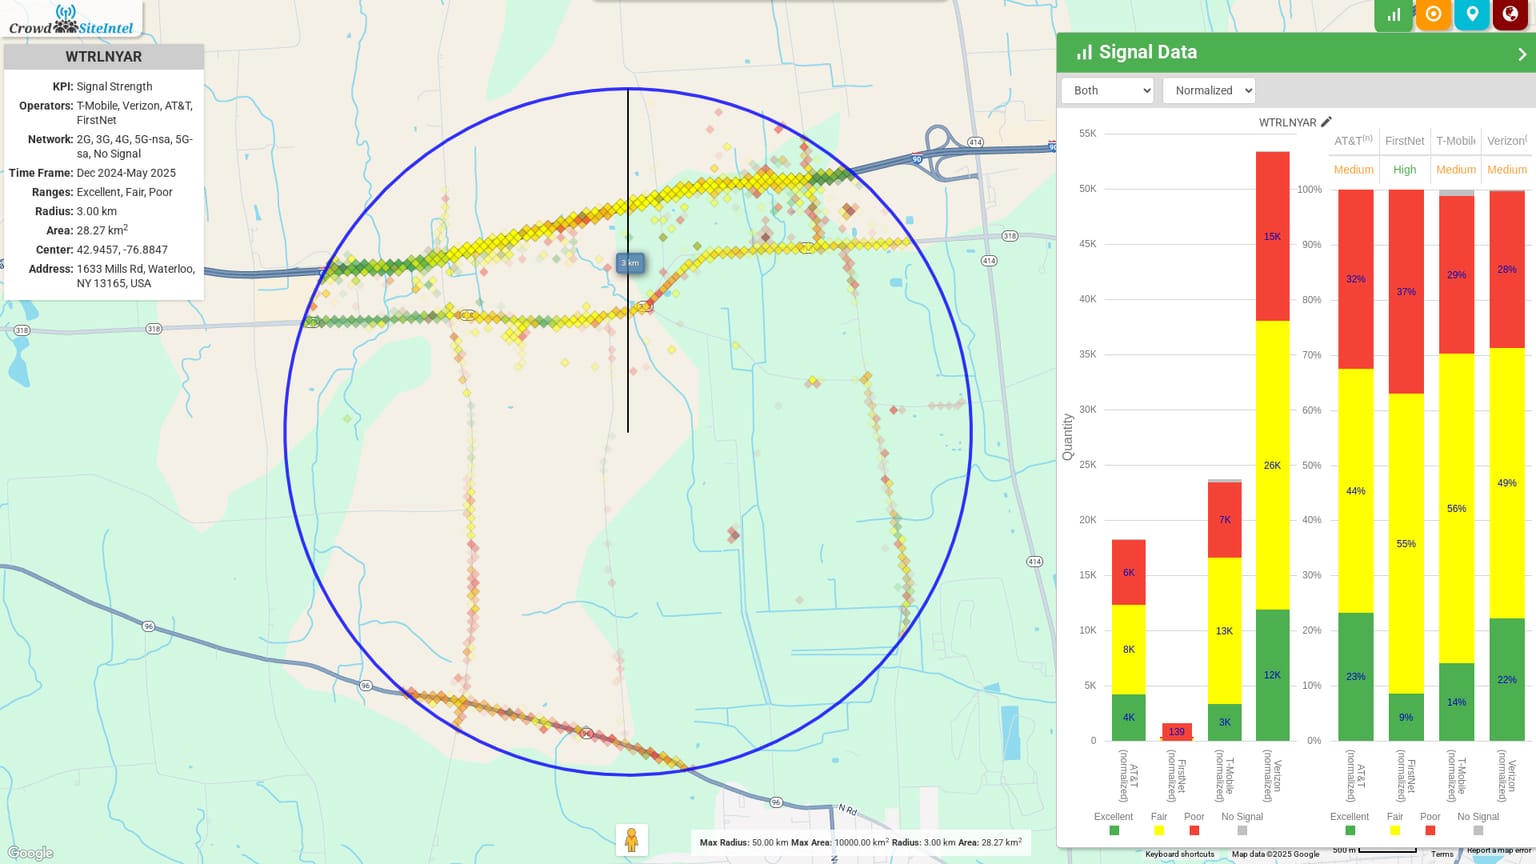 Crowd SiteIntel
WTRLNYAR
KPI: Signal Strength
Operators: T-Mobile, Verizon, AT&T,
FirstNet
Network: 2G, 3G, 4G, 5G-nsa, 5G-
sa, No Signal
Time Frame: Dec 2024-May 2025
Ranges: Excellent, Fair, Poor
Radius: 3.00 km
Area: 28.27 km²
Center: 42.9457, -76.8847
Address: 1633 Mills Rd, Waterloo,
NY 13165, USA
414
90
90
318
414
3 km
318
318
414
96
96
96
96
N Rd
Google
Max Radius: 50.00 km Max Area: 10000.00 km² Radius: 3.00 km Area: 28.27 km²
Signal Data
Both
Normalized
WTRLNYAR
AT&T(n) FirstNet T-Mobile Verizon(
Medium High Medium Medium
Quantity
55K
50K
45K
40K
35K
30K
25K
20K
15K
10K
5K
0
6K
8K
4K
139
7K
13K
3K
15K
26K
12K
AT&T (normalized)
FirstNet (normalized)
T-Mobile (normalized)
Verizon (normalized)
Excellent Fair Poor No Signal
100%
90%
80%
70%
60%
50%
40%
30%
20%
10%
0%
32%
44%
23%
37%
55%
9%
29%
56%
14%
28%
49%
22%
AT&T (normalized)
FirstNet (normalized)
T-Mobile (normalized)
Verizon (normalized)
Excellent Fair Poor No Signal
Keyboard shortcuts Map data ©2025 Google 500 m Terms Report a map error